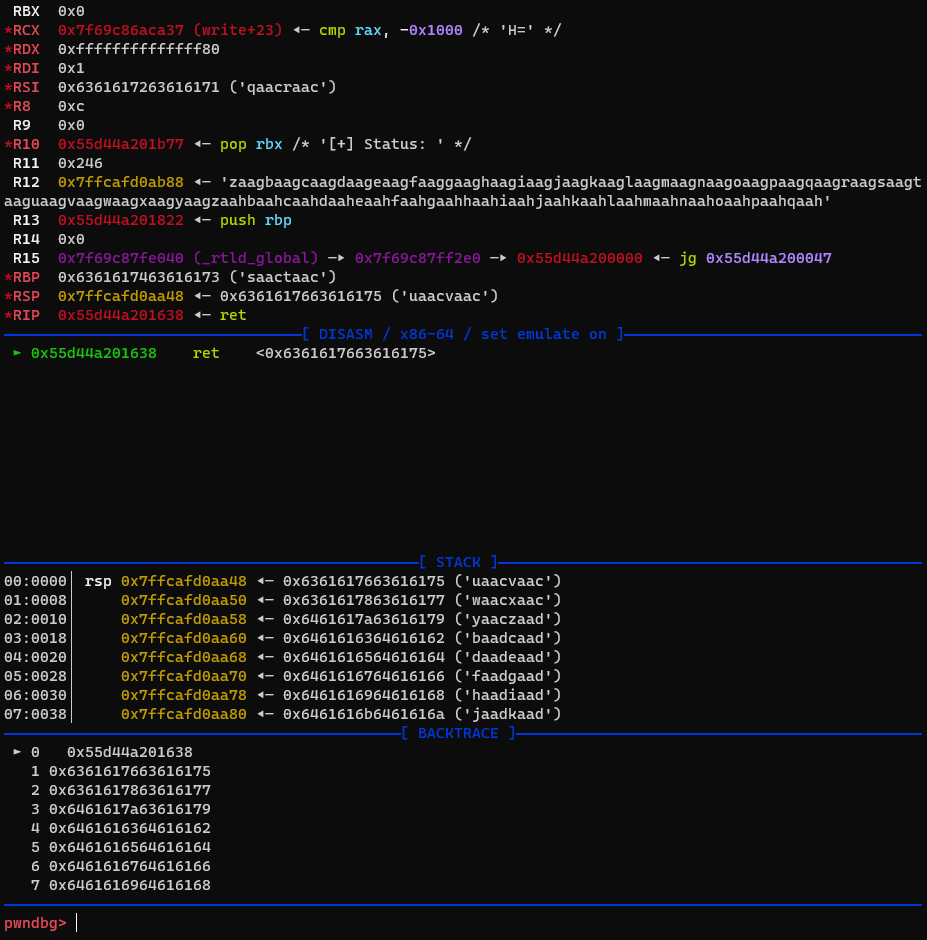 RBX  0x0
*RCX  0x7f69c86aca37 (write+23) ◂— cmp rax, -0x1000 /* 'H=' */
*RDX  0xffffffffffffff80
*RDI  0x1
*RSI  0x6361617263616171 ('qaacraac')
*R8   0xc
R9   0x0
*R10  0x55d44a201b77 ◂— pop rbx /* '[+] Status: ' */
R11  0x246
R12  0x7ffcafd0ab88 ◂— 'zaagbaagcaagdaageaagfaaggaaghaagiaagjaagkaaglaagmaagnaagoaagpaagqaagraagsaagt
aaguaagvaagwaagxaagyaagzaahbaahcaahdaaheaahfaahgaahhaahiaahjaahkaahlaahmaahnaahoaahpaahqaah'
R13  0x55d44a201822 ◂— push rbp
R14  0x0
R15  0x7f69c87fe040 (_rtld_global) —▸ 0x7f69c87ff2e0 —▸ 0x55d44a200000 ◂— jg 0x55d44a200047
*RBP  0x6361617463616173 ('saactaac')
*RSP  0x7ffcafd0aa48 ◂— 0x6361617663616175 ('uaacvaac')
*RIP  0x55d44a201638 ◂— ret
[ DISASM / x86-64 / set emulate on ]
► 0x55d44a201638    ret    <0x6361617663616175>
[ STACK ]
00:0000│ rsp 0x7ffcafd0aa48 ◂— 0x6361617663616175 ('uaacvaac')
01:0008│     0x7ffcafd0aa50 ◂— 0x6361617863616177 ('waacxaac')
02:0010│     0x7ffcafd0aa58 ◂— 0x6461617a63616179 ('yaaczaad')
03:0018│     0x7ffcafd0aa60 ◂— 0x6461616364616162 ('baadcaad')
04:0020│     0x7ffcafd0aa68 ◂— 0x6461616564616164 ('daadeaad')
05:0028│     0x7ffcafd0aa70 ◂— 0x6461616764616166 ('faadgaad')
06:0030│     0x7ffcafd0aa78 ◂— 0x6461616964616168 ('haadiaad')
07:0038│     0x7ffcafd0aa80 ◂— 0x6461616b6461616a ('jaadkaad')
[ BACKTRACE ]
► 0   0x55d44a201638
1 0x6361617663616175
2 0x6361617863616177
3 0x6461617a63616179
4 0x6461616364616162
5 0x6461616564616164
6 0x6461616764616166
7 0x6461616964616168
pwndbg>